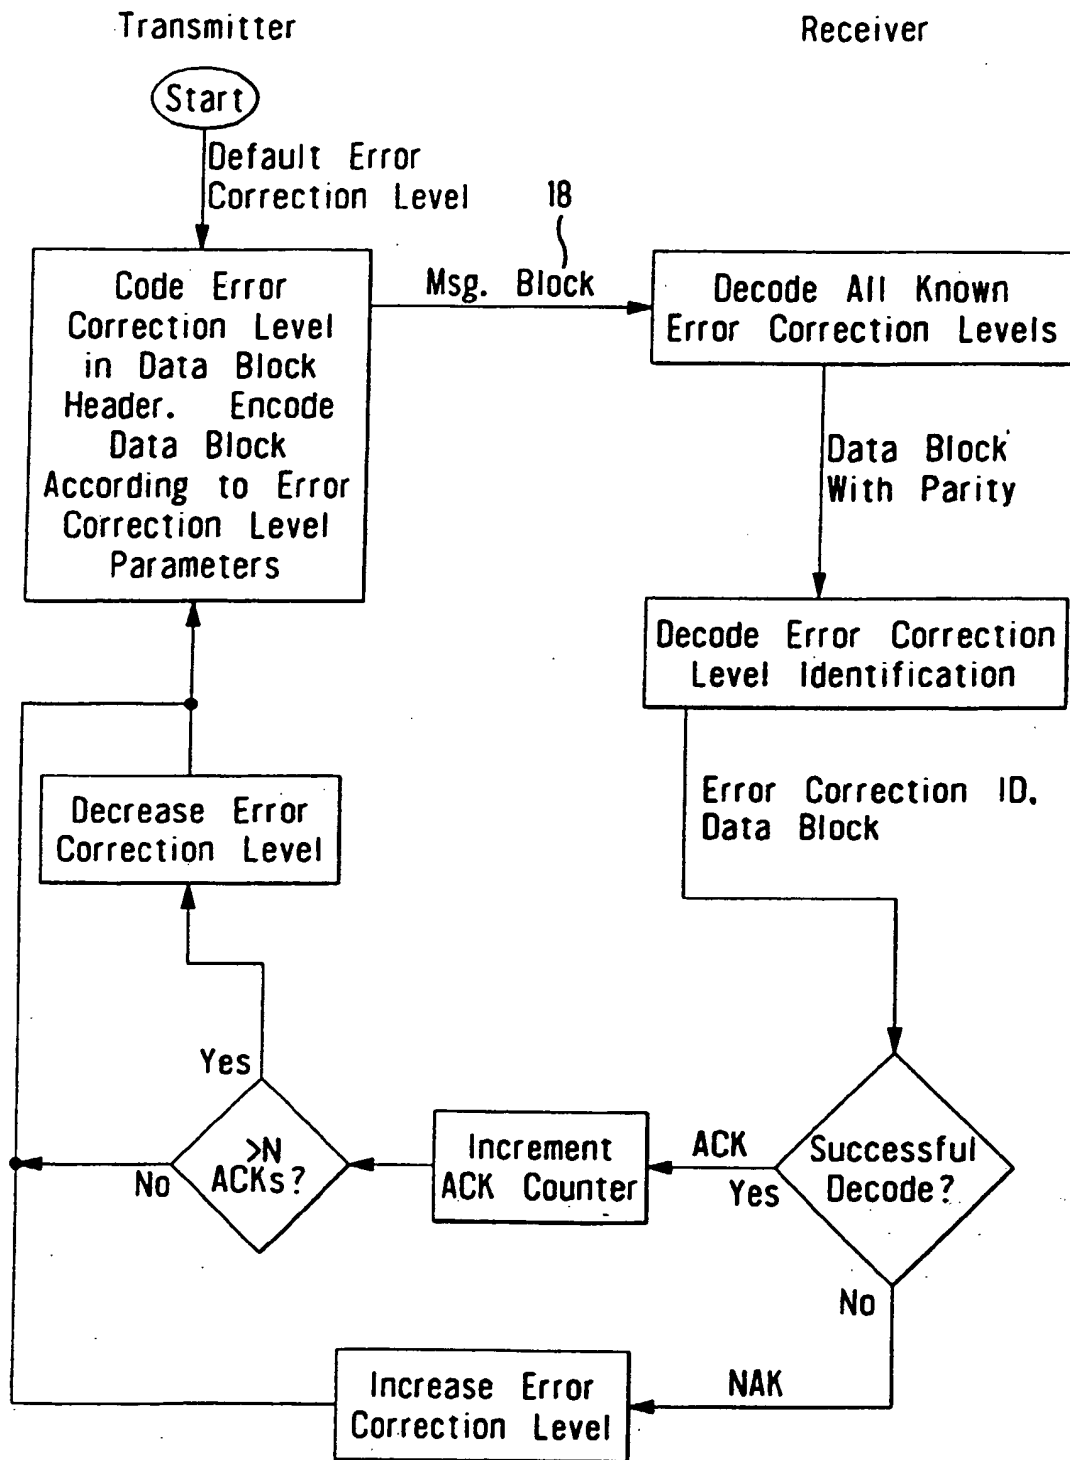 Transmitter
Receiver
Start
Default Error
Correction Level
18
Msg. Block
Code Error
Correction Level
in Data Block
Header. Encode
Data Block
According to Error
Correction Level
Parameters
Decode All Known
Error Correction Levels
Data Block
With Parity
Decode Error Correction
Level Identification
Error Correction ID,
Data Block
Decrease Error
Correction Level
Yes
>N
ACKs?
No
Increment
ACK Counter
ACK
Yes
Successful
Decode?
No
NAK
Increase Error
Correction Level